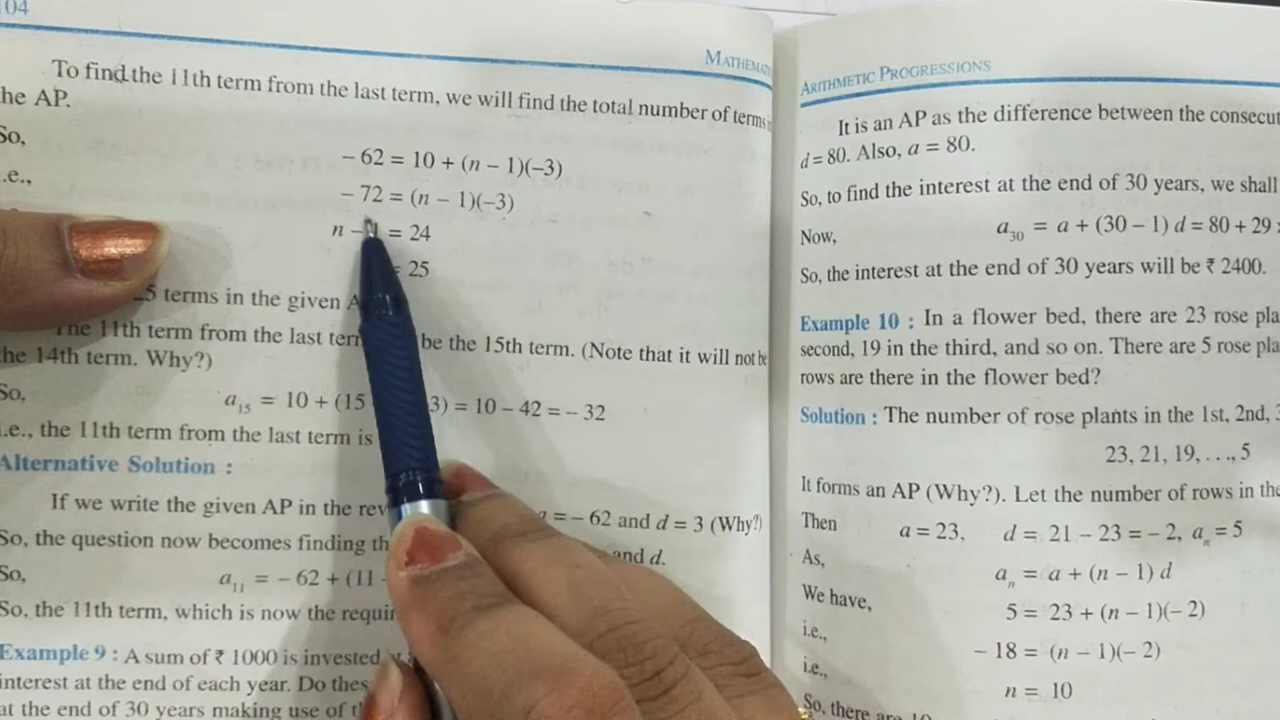 04
MATHEMAT
To find the 11th term from the last term, we will find the total number of terms
he AP.
So,
– 62 = 10 + (n – 1)(–3)
.e.,
– 72 = (n – 1)(–3)
n – 1 = 24
= 25
5 terms in the given A
The 11th term from the last term be the 15th term. (Note that it will not be
he 14th term. Why?)
So,
a₁₅ = 10 + (15 3) = 10 – 42 = – 32
.e., the 11th term from the last term is
Alternative Solution :
If we write the given AP in the rev = – 62 and d = 3 (Why?)
So, the question now becomes finding th and d.
So,
a₁₁ = – 62 + (11
So, the 11th term, which is now the requir
Example 9 : A sum of ₹ 1000 is invested
interest at the end of each year. Do thes
at the end of 30 years making use of t
ARITHMETIC PROGRESSIONS
It is an AP as the difference between the consecut
d = 80. Also, a = 80.
So, to find the interest at the end of 30 years, we shall
Now,
a₃₀ = a + (30 – 1) d = 80 + 29
So, the interest at the end of 30 years will be ₹ 2400.
Example 10 : In a flower bed, there are 23 rose pla
second, 19 in the third, and so on. There are 5 rose pla
rows are there in the flower bed?
Solution : The number of rose plants in the 1st, 2nd,
23, 21, 19, . . ., 5
It forms an AP (Why?). Let the number of rows in the
Then a = 23, d = 21 – 23 = – 2, aₙ = 5
As, aₙ = a + (n – 1) d
We have, 5 = 23 + (n – 1)(– 2)
i.e., – 18 = (n – 1)(– 2)
i.e., n = 10
So, there are 10